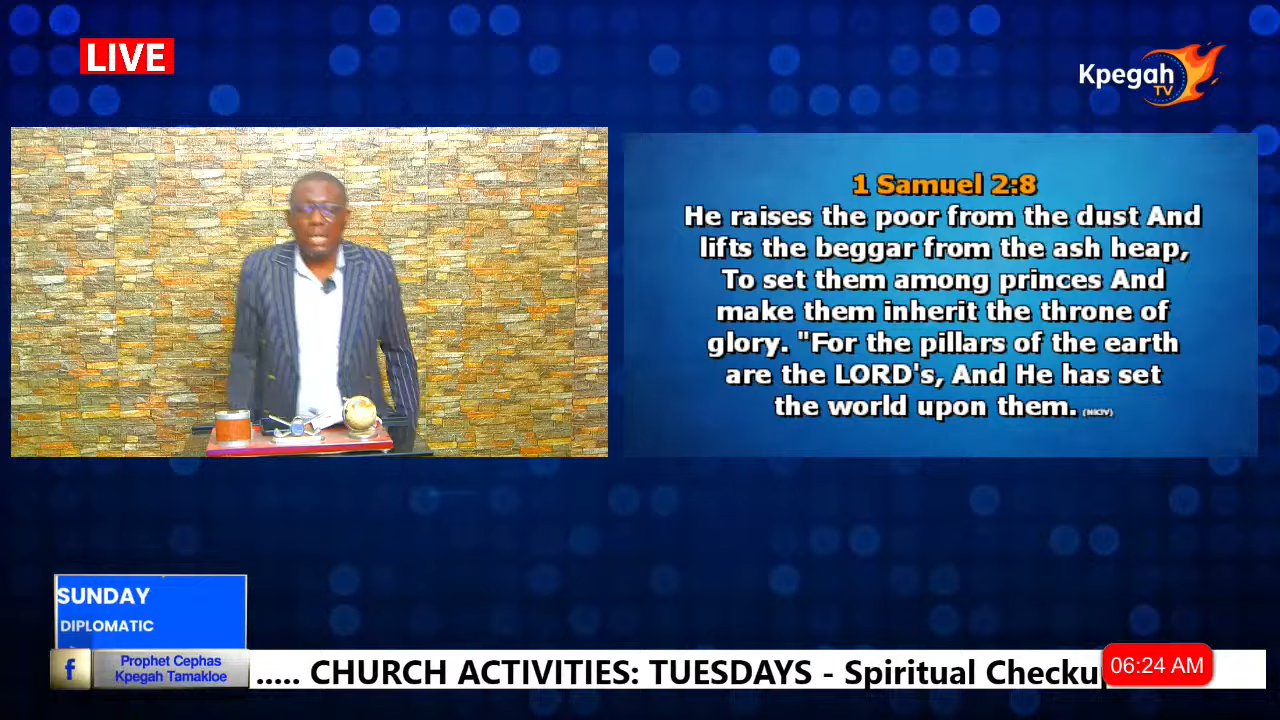 LIVE
Kpegah
TV
1 Samuel 2:8
He raises the poor from the dust And
lifts the beggar from the ash heap,
To set them among princes And
make them inherit the throne of
glory. "For the pillars of the earth
are the LORD's, And He has set
the world upon them.
SUNDAY
DIPLOMATIC
f
Prophet Cephas
Kpegah Tamakloe
..... CHURCH ACTIVITIES: TUESDAYS - Spiritual Checku
06:24 AM